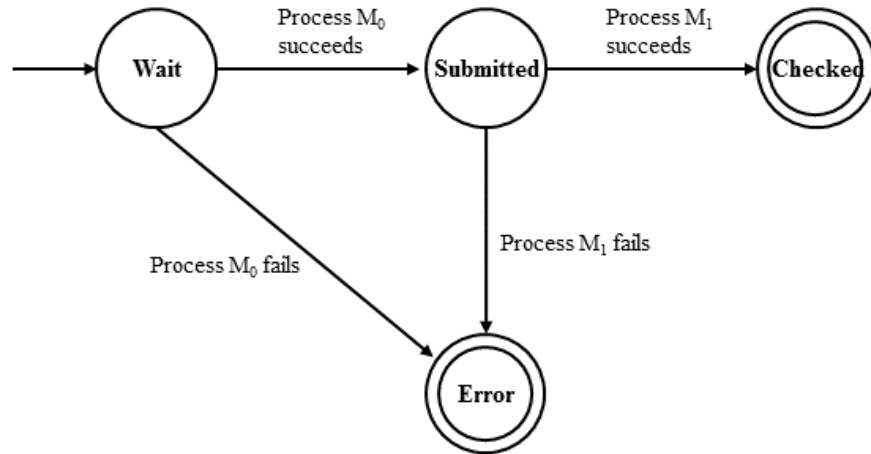 Process M₀
succeeds
Process M₁
succeeds
Wait
Submitted
Checked
Process M₀ fails
Process M₁ fails
Error